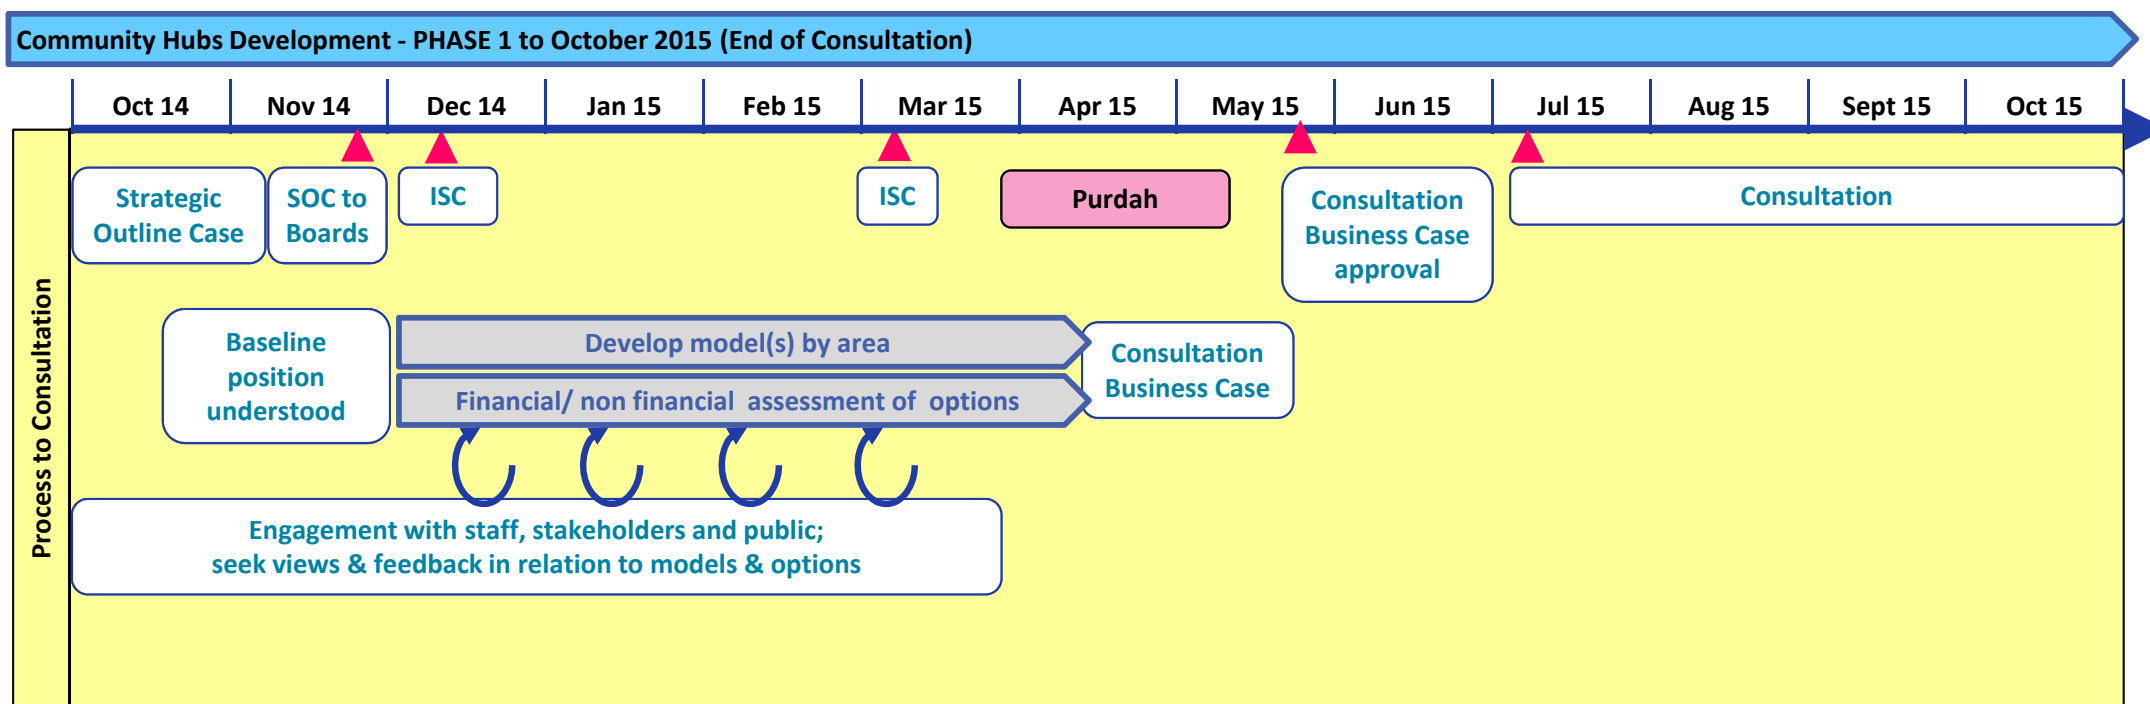 Community Hubs Development - PHASE 1 to October 2015 (End of Consultation)
Oct 14
Nov 14
Dec 14
Jan 15
Feb 15
Mar 15
Apr 15
May 15
Jun 15
Jul 15
Aug 15
Sept 15
Oct 15
Process to Consultation
Strategic
Outline Case
SOC to
Boards
ISC
ISC
Purdah
Consultation
Business Case
approval
Consultation
Baseline
position
understood
Develop model(s) by area
Financial/ non financial  assessment of  options
Consultation
Business Case
Engagement with staff, stakeholders and public;
seek views & feedback in relation to models & options